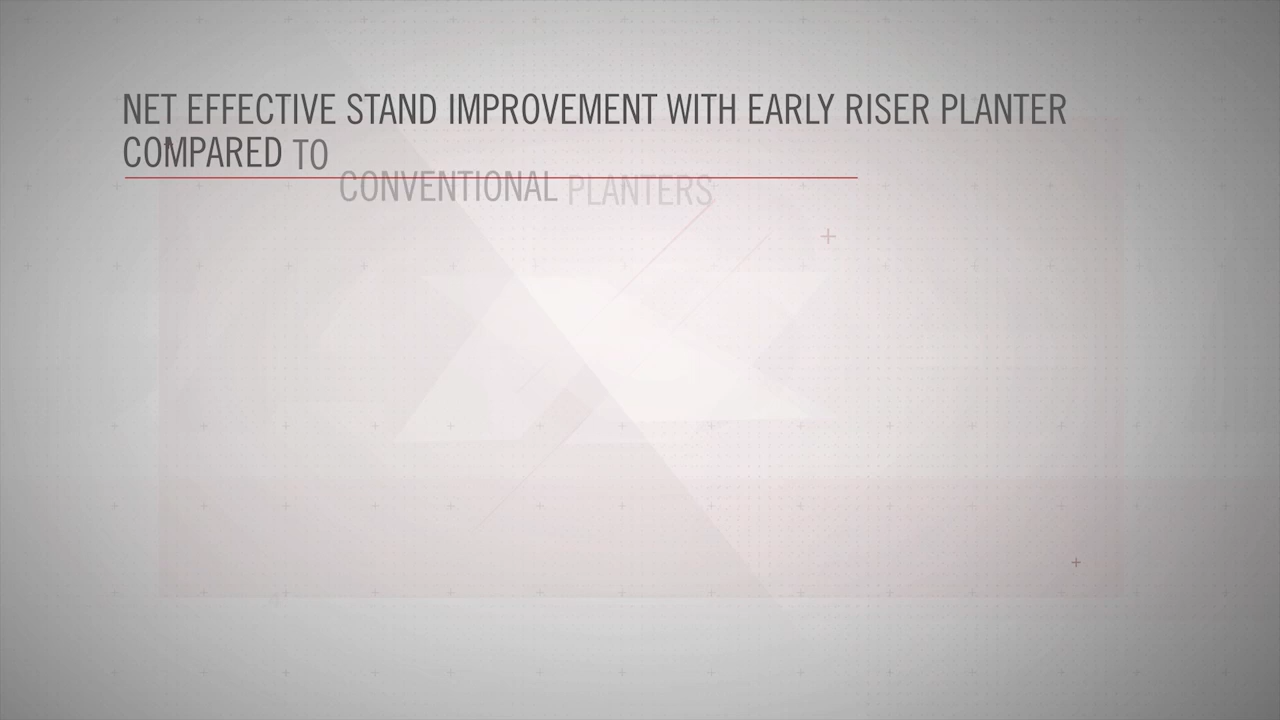 NET EFFECTIVE STAND IMPROVEMENT WITH EARLY RISER PLANTER
COMPARED TO CONVENTIONAL PLANTERS